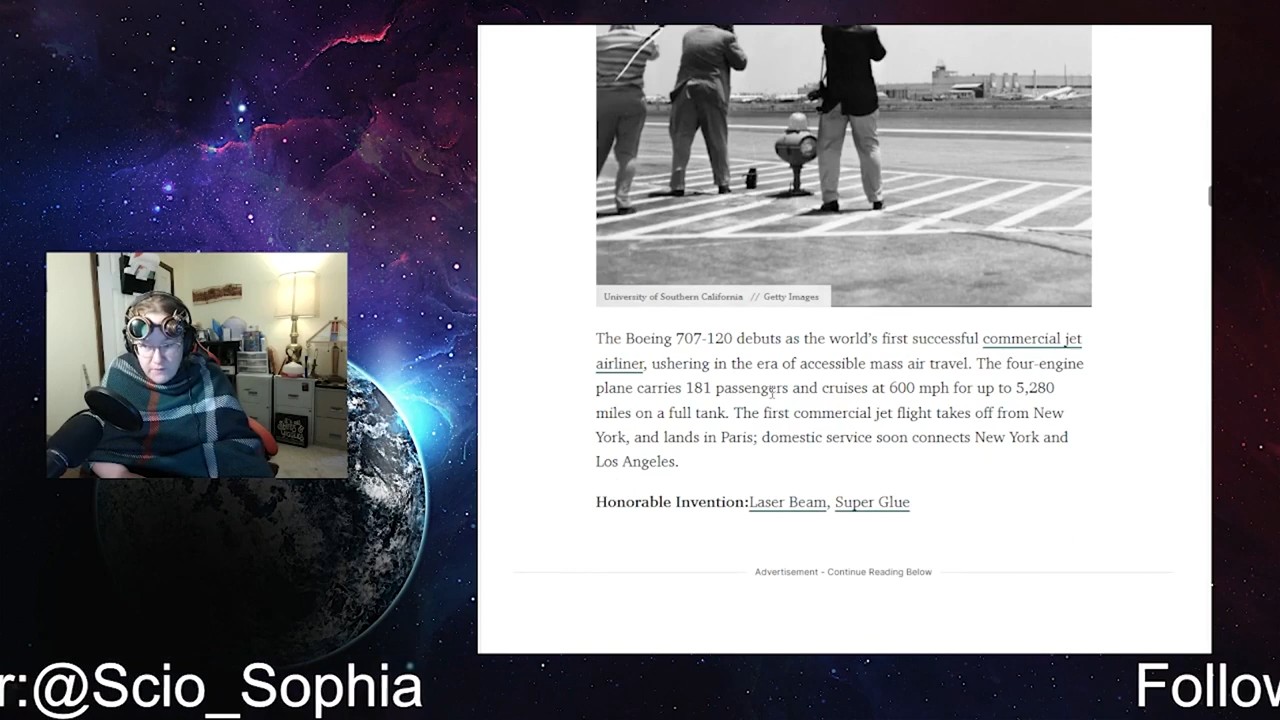 University of Southern California // Getty Images
The Boeing 707-120 debuts as the world's first successful commercial jet
airliner, ushering in the era of accessible mass air travel. The four-engine
plane carries 181 passengers and cruises at 600 mph for up to 5,280
miles on a full tank. The first commercial jet flight takes off from New
York, and lands in Paris; domestic service soon connects New York and
Los Angeles.
Honorable Invention:Laser Beam, Super Glue
Advertisement - Continue Reading Below
r:@Scio_Sophia
Follow